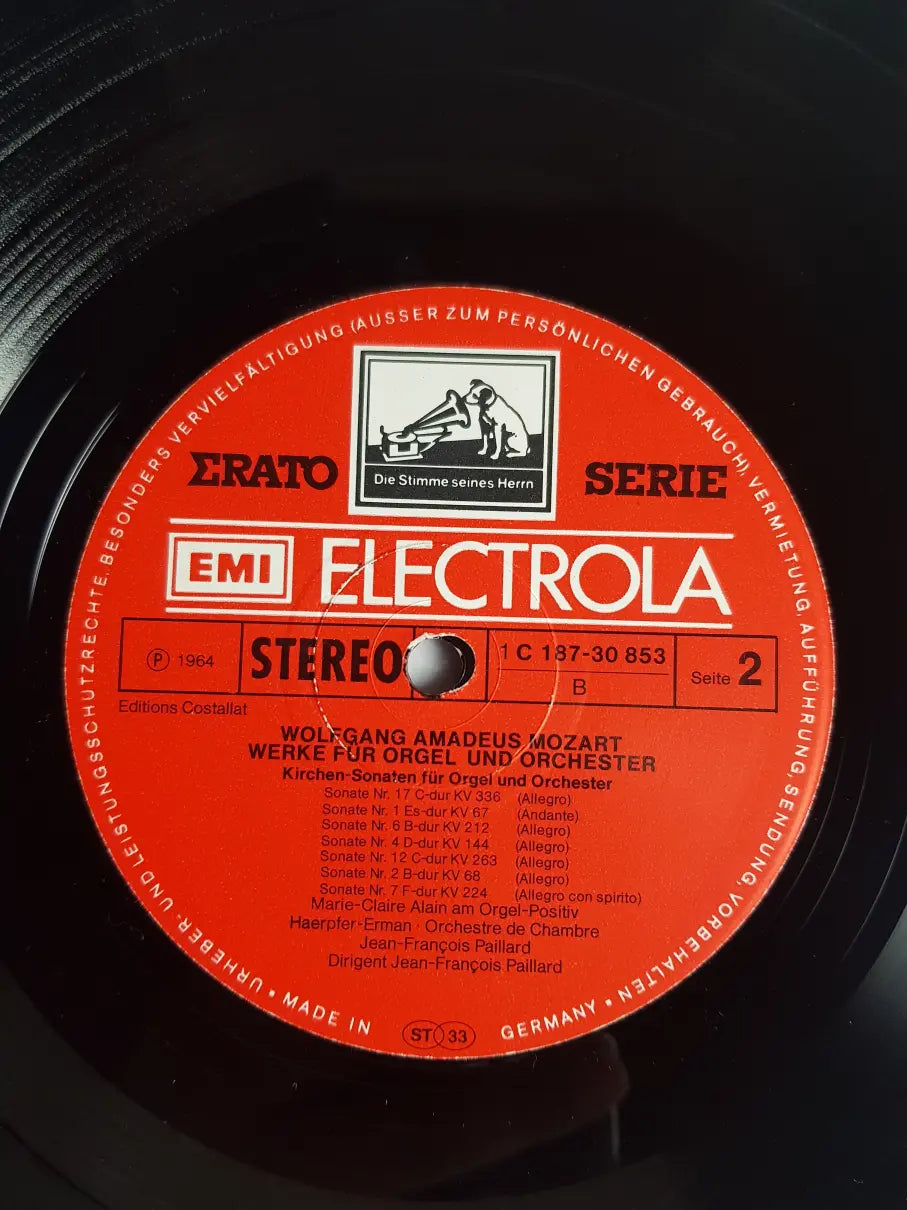 URHEBER- UND LEISTUNGSSCHUTZRECHTE, BESONDERS VERVIELFÄLTIGUNG (AUSSER ZUM PERSÖNLICHEN GEBRAUCH), VERMIETUNG, AUFFÜHRUNG, SENDUNG, VORBEHALTEN •
ΣRATO
SERIE
Die Stimme seines Herrn
EMI ELECTROLA
Ⓟ 1964
STEREO
1 C 187-30 853
B
Seite 2
Editions Costallat
WOLFGANG AMADEUS MOZART
WERKE FÜR ORGEL UND ORCHESTER
Kirchen-Sonaten für Orgel und Orchester
Sonate Nr. 17 C-dur KV 336 (Allegro)
Sonate Nr. 1 Es-dur KV 67 (Andante)
Sonate Nr. 6 B-dur KV 212 (Allegro)
Sonate Nr. 4 D-dur KV 144 (Allegro)
Sonate Nr. 12 C-dur KV 263 (Allegro)
Sonate Nr. 2 B-dur KV 68 (Allegro)
Sonate Nr. 7 F-dur KV 224 (Allegro con spirito)
Marie-Claire Alain am Orgel-Positiv
Haerpfer-Erman · Orchestre de Chambre
Jean-François Paillard
Dirigent Jean-François Paillard
• MADE IN GERMANY •
ST 33